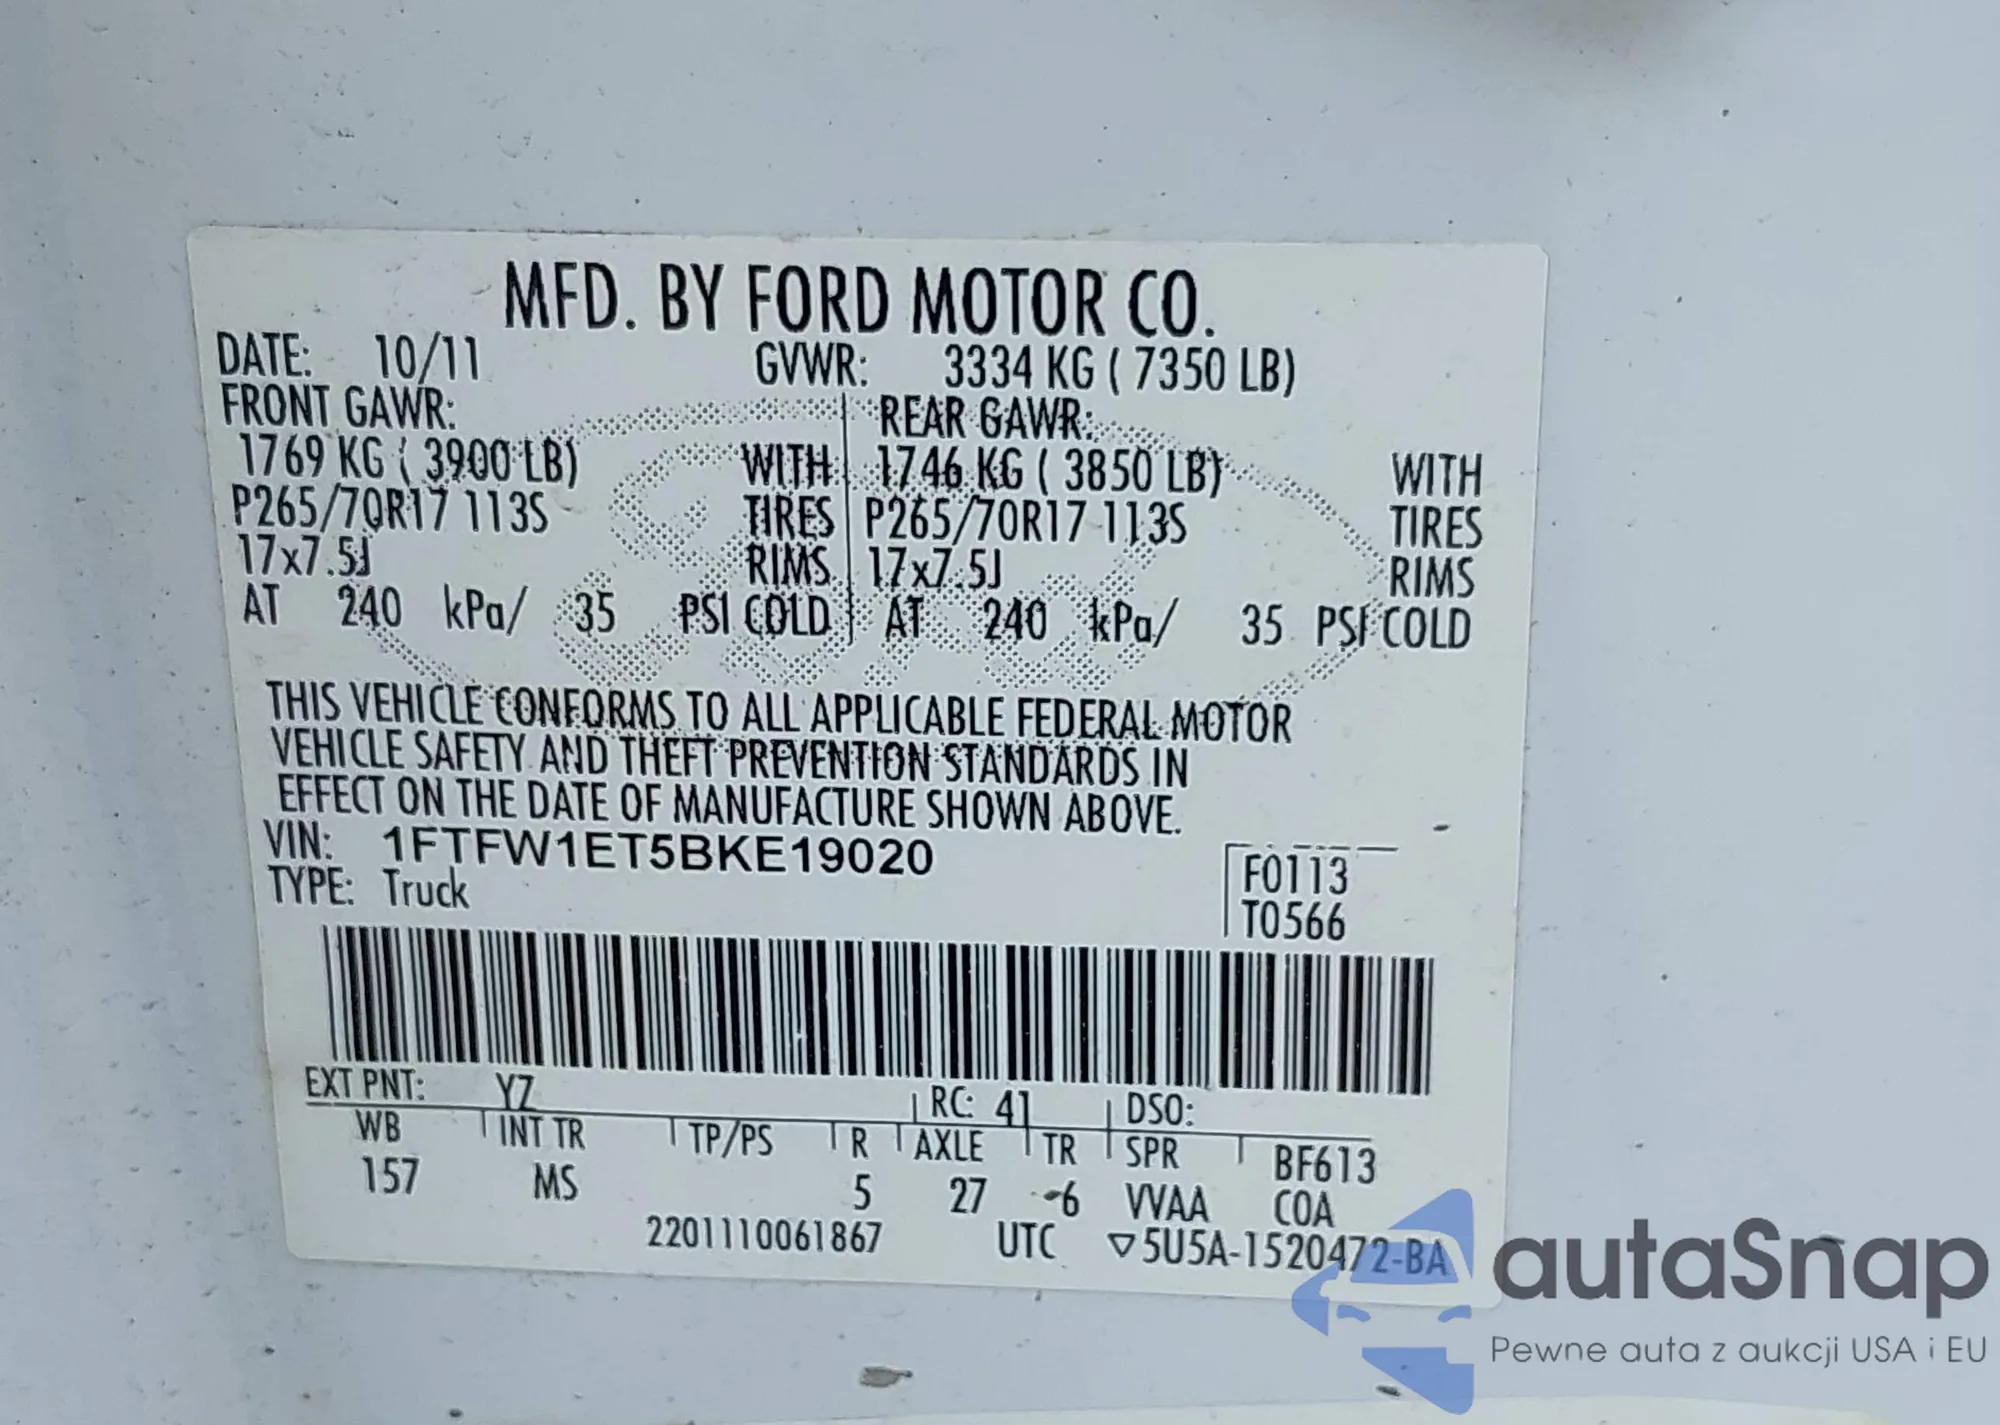 MFD. BY FORD MOTOR CO.
DATE: 10/11 GVWR: 3334 KG ( 7350 LB)
FRONT GAWR: REAR GAWR:
1769 KG ( 3900 LB) WITH 1746 KG ( 3850 LB) WITH
P265/70R17 113S TIRES P265/70R17 113S TIRES
17x7.5J RIMS 17x7.5J RIMS
AT 240 kPa/ 35 PSI COLD AT 240 kPa/ 35 PSI COLD
THIS VEHICLE CONFORMS TO ALL APPLICABLE FEDERAL MOTOR
VEHICLE SAFETY AND THEFT PREVENTION STANDARDS IN
EFFECT ON THE DATE OF MANUFACTURE SHOWN ABOVE.
VIN: 1FTFW1ET5BKE19020
TYPE: Truck
F0113
T0566
EXT PNT: YZ RC: 41 DSO:
WB INT TR TP/PS R AXLE TR SPR BF613
157 MS 5 27 6 VVAA COA
2201110061867 UTC ▽5U5A-1520472-BA
autaSnap
Pewne auta z aukcji USA i EU